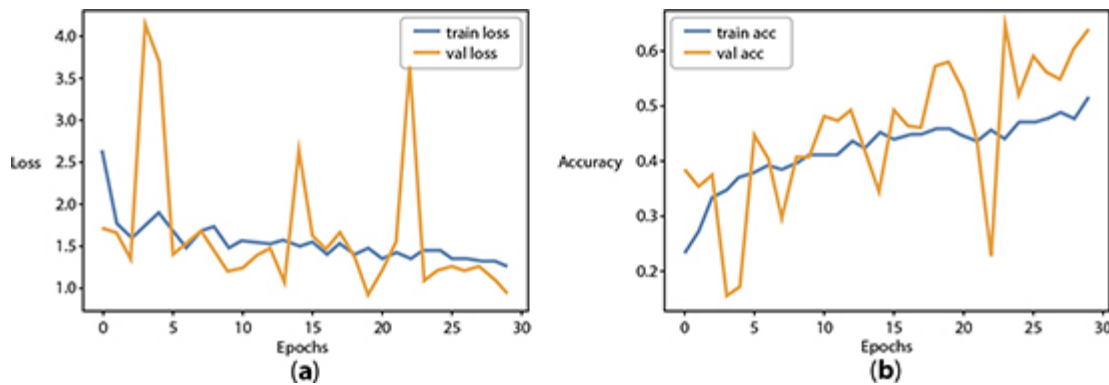 4.0
3.5
3.0
2.5
2.0
1.5
1.0
Loss
train loss
val loss
0 5 10 15 20 25 30
Epochs
(a)
0.6
0.5
0.4
0.3
0.2
Accuracy
train acc
val acc
0 5 10 15 20 25 30
Epochs
(b)